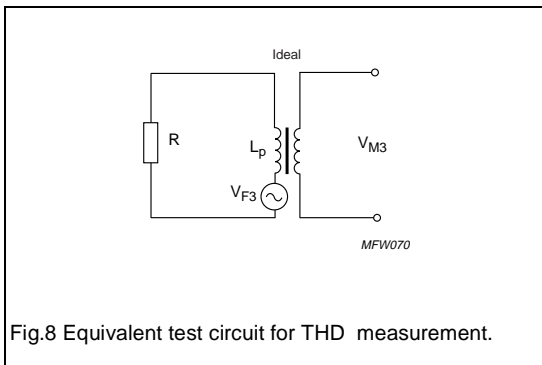 Ideal
R
Lp
VM3
VF3
MFW070
Fig.8 Equivalent test circuit for THD measurement.